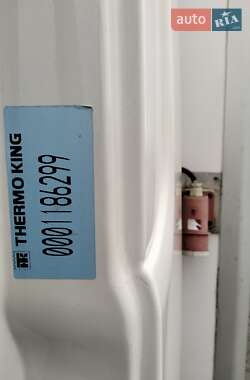 auto RIA
THERMO KING
0001186299